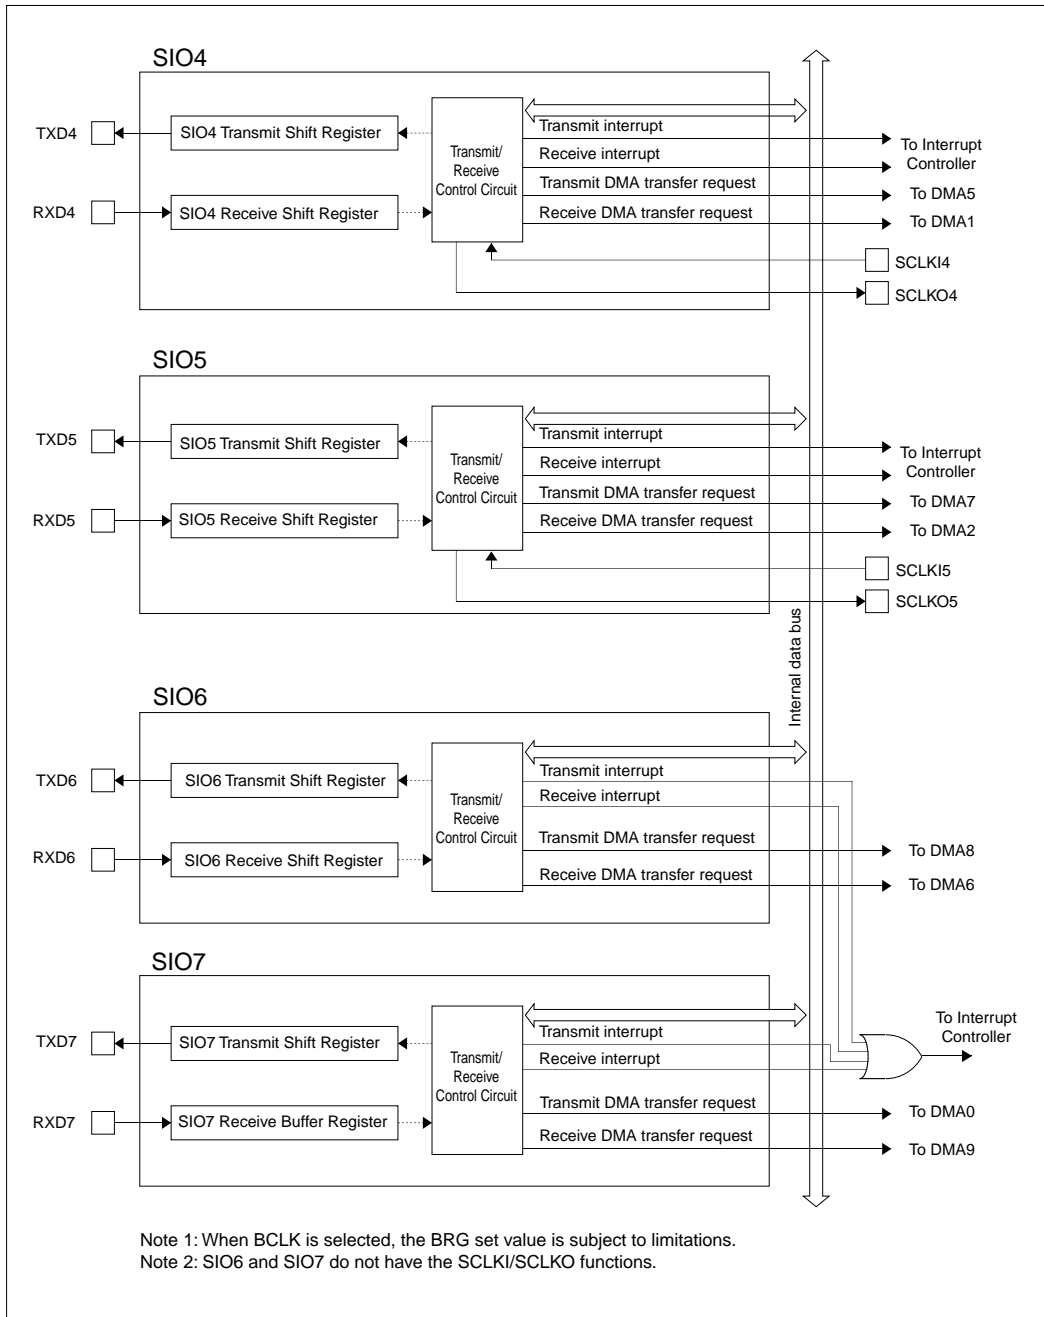 SIO4
TXD4
SIO4 Transmit Shift Register
RXD4
SIO4 Receive Shift Register
Transmit/
Receive
Control Circuit
Transmit interrupt
Receive interrupt
Transmit DMA transfer request
Receive DMA transfer request
To Interrupt
Controller
To DMA5
To DMA1
SCLKI4
SCLKO4
SIO5
TXD5
SIO5 Transmit Shift Register
RXD5
SIO5 Receive Shift Register
Transmit/
Receive
Control Circuit
Transmit interrupt
Receive interrupt
Transmit DMA transfer request
Receive DMA transfer request
To Interrupt
Controller
To DMA7
To DMA2
SCLKI5
SCLKO5
Internal data bus
SIO6
TXD6
SIO6 Transmit Shift Register
RXD6
SIO6 Receive Shift Register
Transmit/
Receive
Control Circuit
Transmit interrupt
Receive interrupt
Transmit DMA transfer request
Receive DMA transfer request
To DMA8
To DMA6
SIO7
TXD7
SIO7 Transmit Shift Register
RXD7
SIO7 Receive Buffer Register
Transmit/
Receive
Control Circuit
Transmit interrupt
Receive interrupt
Transmit DMA transfer request
Receive DMA transfer request
To Interrupt
Controller
To DMA0
To DMA9
Note 1: When BCLK is selected, the BRG set value is subject to limitations.
Note 2: SIO6 and SIO7 do not have the SCLKI/SCLKO functions.